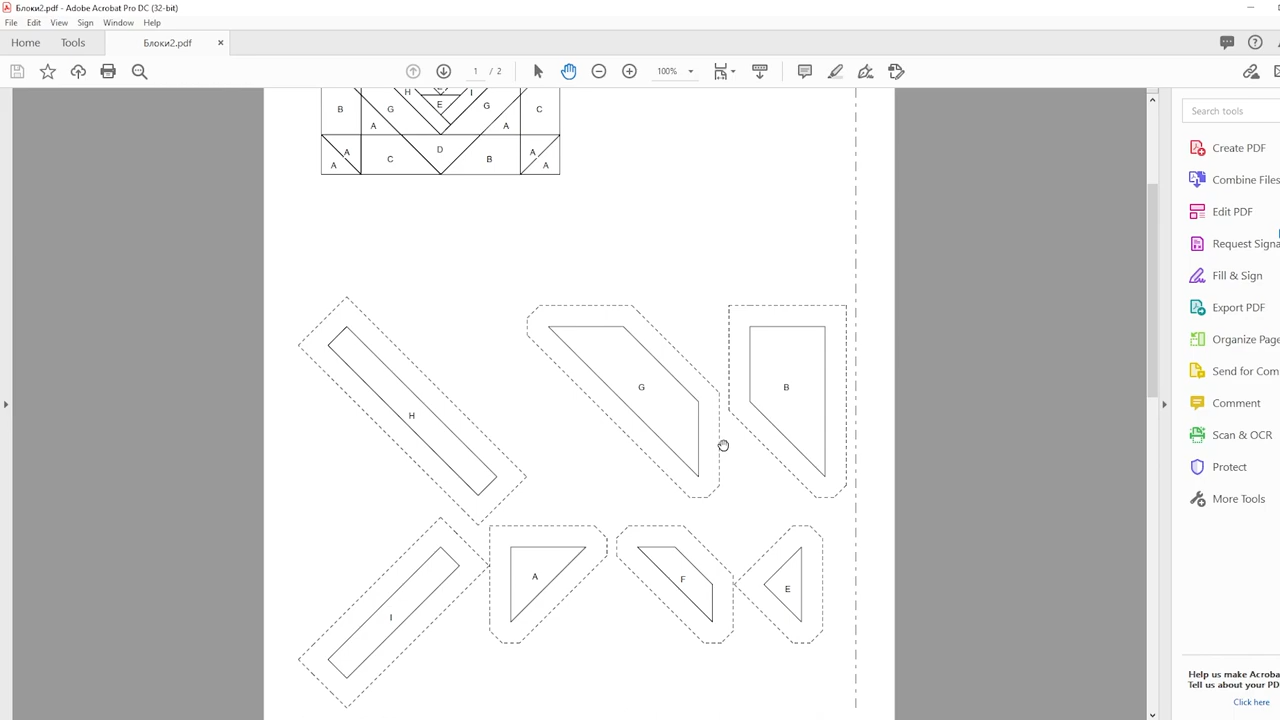 Блоки2.pdf - Adobe Acrobat Pro DC (32-bit)
File Edit View Sign Window Help
Home Tools Блоки2.pdf ×
1 / 2 100%
H E I
B G G C
A A
A C D B A
A A
H G B
A F E
I
Search tools
Create PDF
Combine Files
Edit PDF
Request Signa
Fill & Sign
Export PDF
Organize Page
Send for Com
Comment
Scan & OCR
Protect
More Tools
Help us make Acroba
Tell us about your PD
Click here